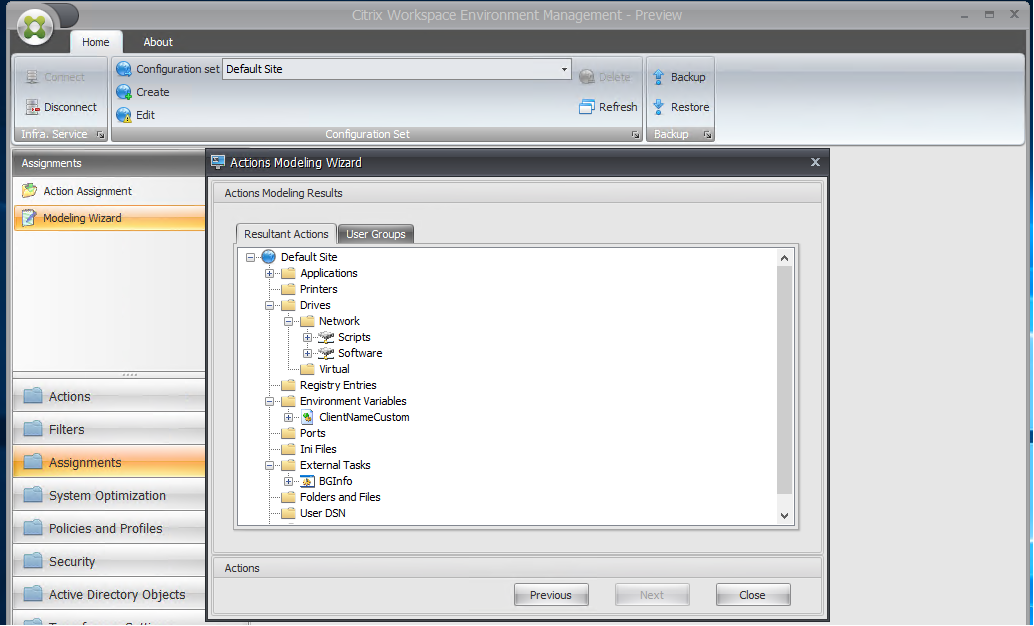 Citrix Workspace Environment Management - Preview
Home About
Connect
Disconnect
Infra. Service
Configuration set Default Site
Create
Edit
Delete
Refresh
Configuration Set
Backup
Restore
Backup
Assignments
Action Assignment
Modeling Wizard
Actions
Filters
Assignments
System Optimization
Policies and Profiles
Security
Active Directory Objects
Actions Modeling Wizard
Actions Modeling Results
Resultant Actions User Groups
Default Site
Applications
Printers
Drives
Network
Scripts
Software
Virtual
Registry Entries
Environment Variables
ClientNameCustom
Ports
Ini Files
External Tasks
BGInfo
Folders and Files
User DSN
Actions
Previous Next Close